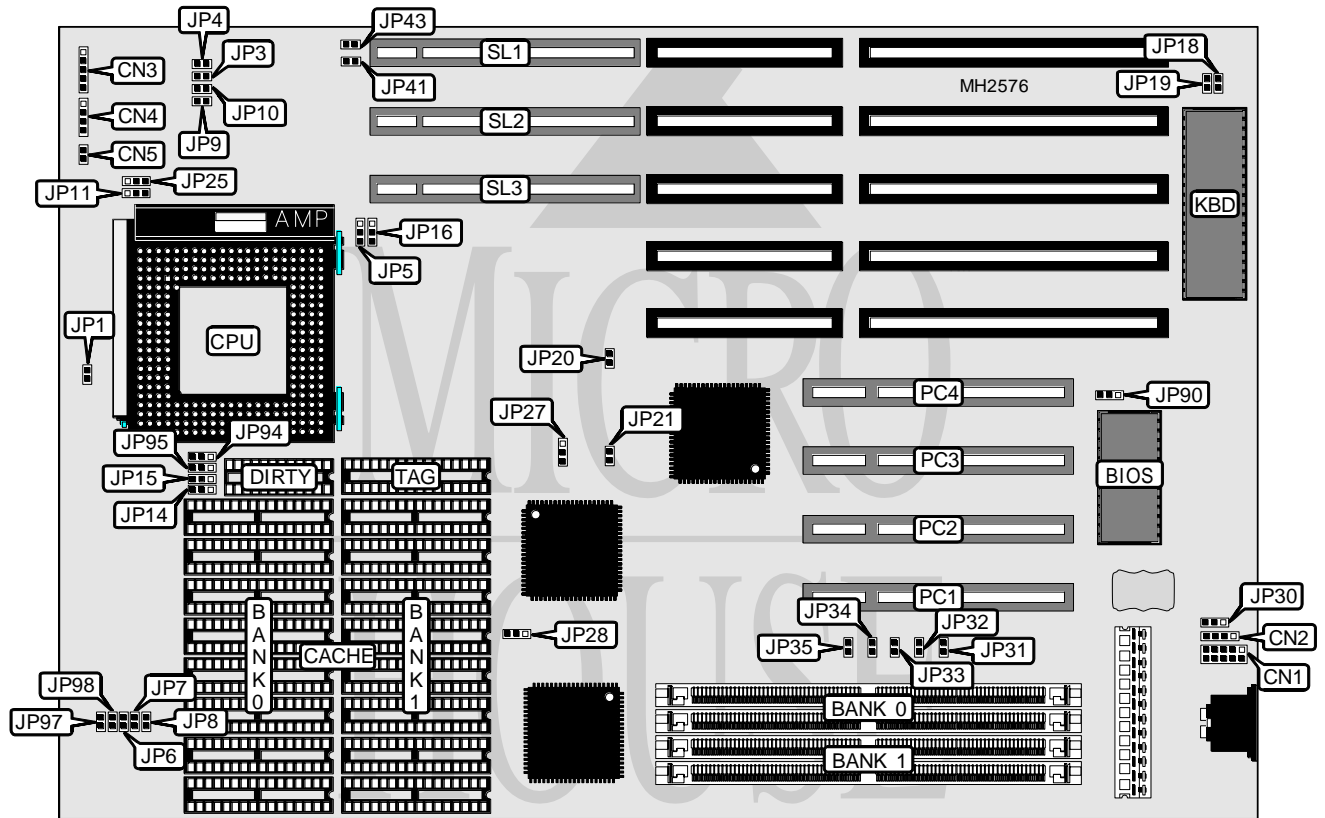 JP4
JP43
JP3
SL1
JP18
CN3
JP41
MH2576
JP19
CN4
JP10
SL2
JP9
CN5
JP25
JP11
SL3
KBD
AMP
JP16
JP5
JP1
CPU
JP20
PC4
JP90
JP27
JP21
JP94
JP95
PC3
DIRTY
TAG
BIOS
JP15
JP14
PC2
PC1
JP30
JP34
JP32
JP28
CN2
JP35
JP31
JP33
CN1
BANK 0
CACHE
BANK 1
JP98
JP7
JP97
JP8
JP6
BANK 0
BANK 1
MICRO
HOUSE